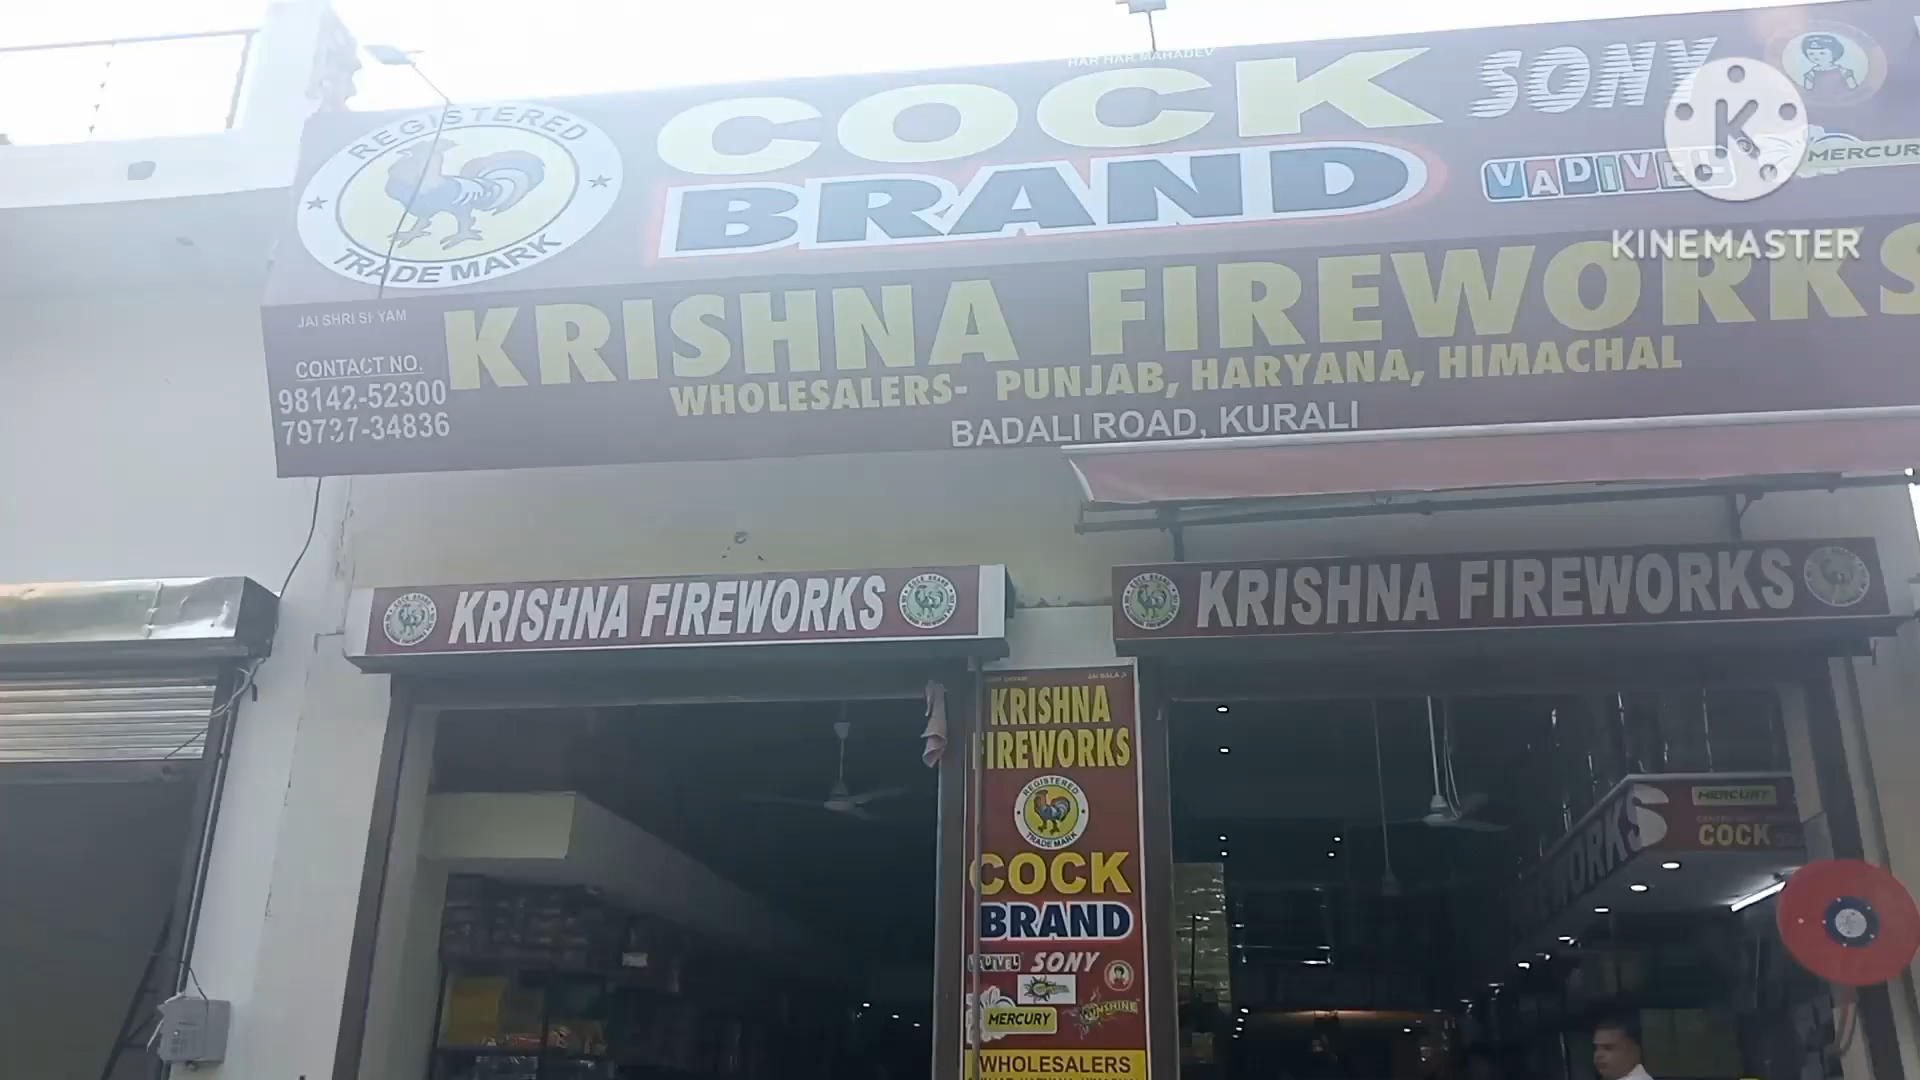 HAR HAR MAHADEV
REGISTERED
TRADE MARK
COCK
BRAND
SONY
VADIVEL
MERCUR
K
KINEMASTER
JAI SHRI SHYAM
CONTACT NO.
98142-52300
79737-34836
KRISHNA FIREWORKS
WHOLESALERS- PUNJAB, HARYANA, HIMACHAL
BADALI ROAD, KURALI
KRISHNA FIREWORKS
KRISHNA FIREWORKS
KRISHNA
FIREWORKS
REGISTERED
TRADE MARK
COCK
BRAND
SONY
MERCURY
WHOLESALERS
EWORKS
MERCURY
COCK